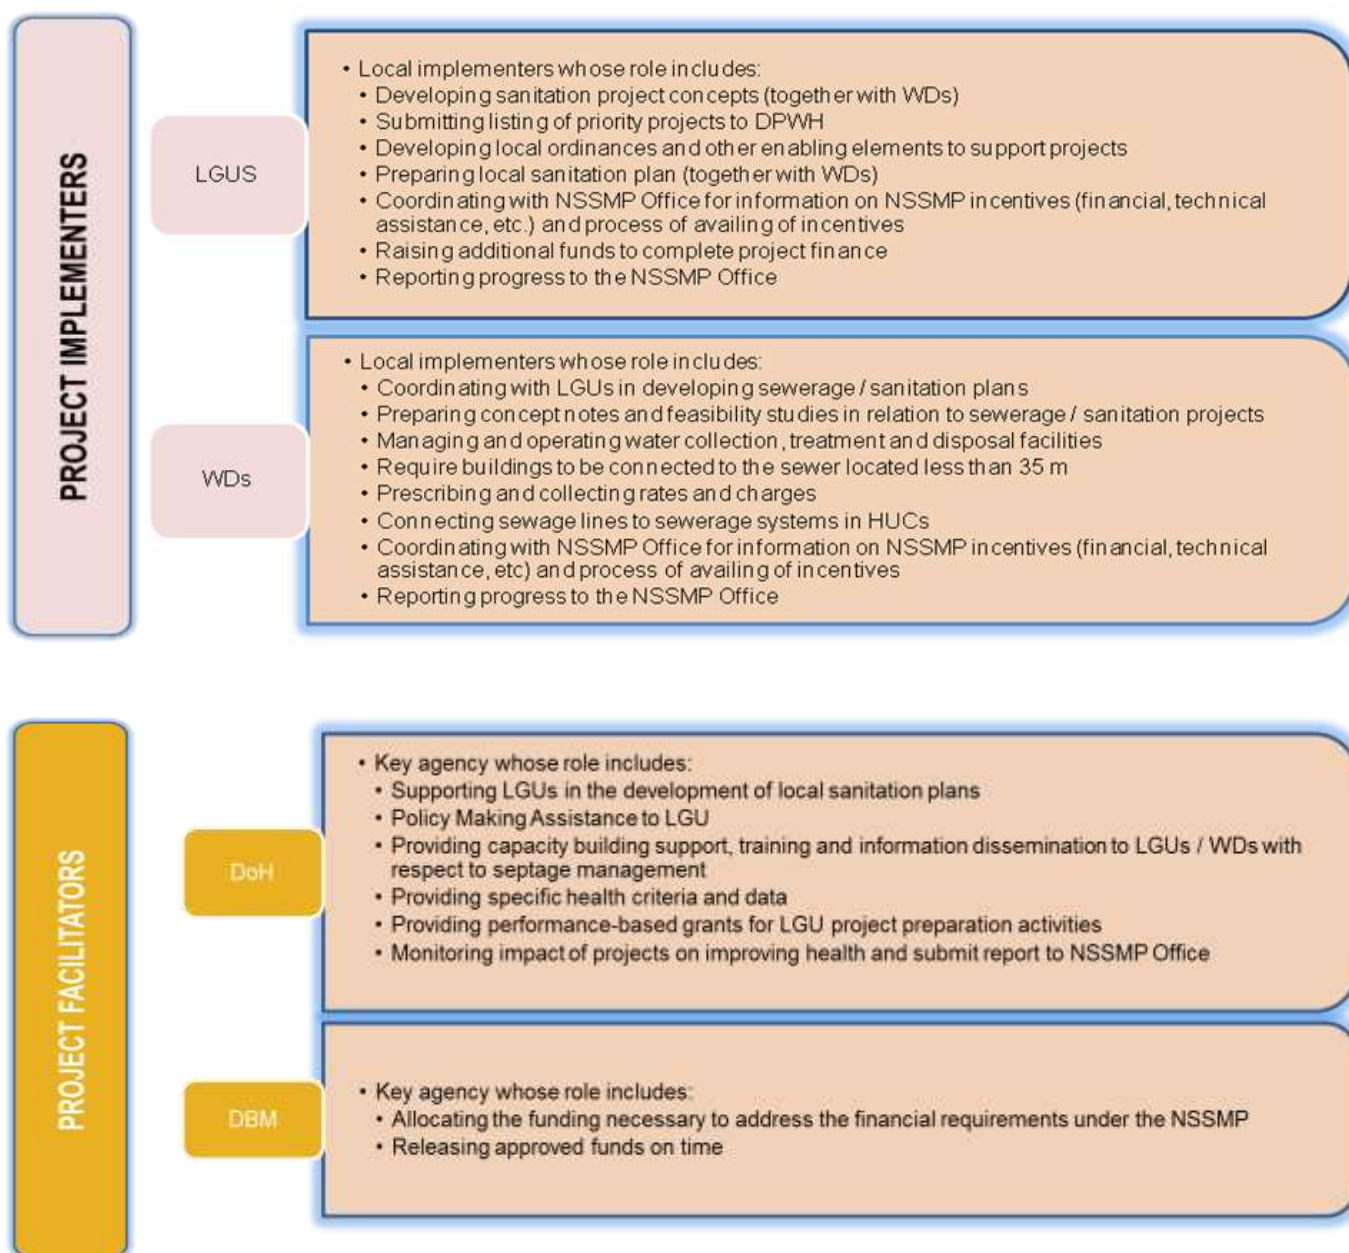 PROJECT IMPLEMENTERS
LGUS
• Local implementers whose role includes:
• Developing sanitation project concepts (together with WDs)
• Submitting listing of priority projects to DPWH
• Developing local ordinances and other enabling elements to support projects
• Preparing local sanitation plan (together with WDs)
• Coordinating with NSSMP Office for information on NSSMP incentives (financial, technical
assistance, etc.) and process of availing of incentives
• Raising additional funds to complete project finance
• Reporting progress to the NSSMP Office
WDs
• Local implementers whose role includes:
• Coordinating with LGUs in developing sewerage / sanitation plans
• Preparing concept notes and feasibility studies in relation to sewerage / sanitation projects
• Managing and operating water collection, treatment and disposal facilities
• Require buildings to be connected to the sewer located less than 35 m
• Prescribing and collecting rates and charges
• Connecting sewage lines to sewerage systems in HUCs
• Coordinating with NSSMP Office for information on NSSMP incentives (financial, technical
assistance, etc) and process of availing of incentives
• Reporting progress to the NSSMP Office
PROJECT FACILITATORS
DoH
• Key agency whose role includes:
• Supporting LGUs in the development of local sanitation plans
• Policy Making Assistance to LGU
• Providing capacity building support, training and information dissemination to LGUs / WDs with
respect to septage management
• Providing specific health criteria and data
• Providing performance-based grants for LGU project preparation activities
• Monitoring impact of projects on improving health and submit report to NSSMP Office
DBM
• Key agency whose role includes:
• Allocating the funding necessary to address the financial requirements under the NSSMP
• Releasing approved funds on time